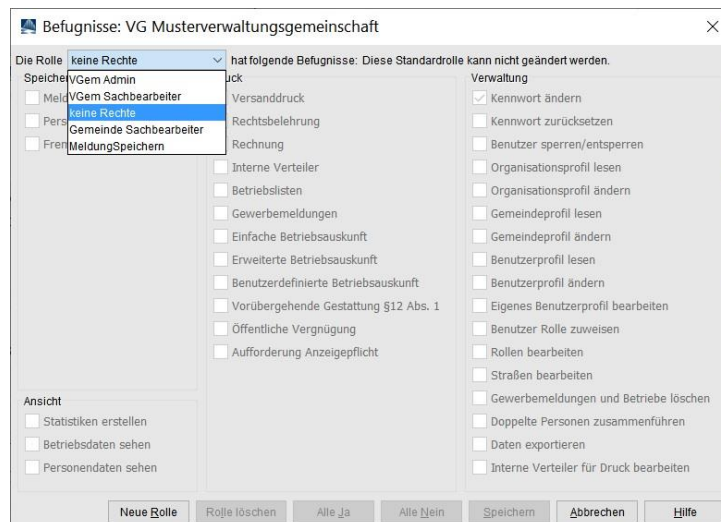 Befugnisse: VG Musterverwaltungsgemeinschaft
Die Rolle keine Rechte hat folgende Befugnisse: Diese Standardrolle kann nicht geändert werden.
VGem Admin
VGem Sachbearbeiter
keine Rechte
Gemeinde Sachbearbeiter
MeldungSpeichern
Versanddruck
Rechtsbelehrung
Rechnung
Interne Verteiler
Betriebslisten
Gewerbemeldungen
Einfache Betriebsauskunft
Erweiterte Betriebsauskunft
Benutzerdefinierte Betriebsauskunft
Vorübergehende Gestattung §12 Abs. 1
Öffentliche Vergnügung
Aufforderung Anzeigepflicht
Verwaltung
Kennwort ändern
Kennwort zurücksetzen
Benutzer sperren/entsperren
Organisationsprofil lesen
Organisationsprofil ändern
Gemeindeprofil lesen
Gemeindeprofil ändern
Benutzerprofil lesen
Benutzerprofil ändern
Eigenes Benutzerprofil bearbeiten
Benutzer Rolle zuweisen
Rollen bearbeiten
Straßen bearbeiten
Gewerbemeldungen und Betriebe löschen
Doppelte Personen zusammenführen
Daten exportieren
Interne Verteiler für Druck bearbeiten
Ansicht
Statistiken erstellen
Betriebsdaten sehen
Personendaten sehen
Neue Rolle Rolle löschen Alle Ja Alle Nein Speichern Abbrechen Hilfe